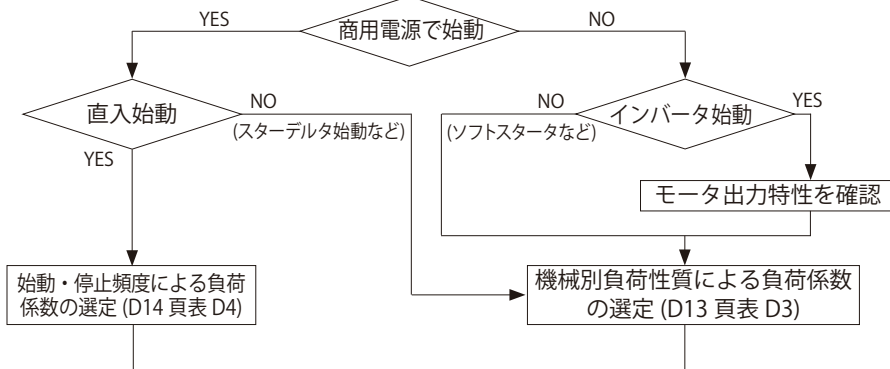 商用電源で始動
YES
NO
直入始動
NO
(スターデルタ始動など)
YES
インバータ始動
NO
(ソフトスタータなど)
YES
モータ出力特性を確認
始動・停止頻度による負荷
係数の選定 (D14 頁表 D4)
機械別負荷性質による負荷係数
の選定 (D13 頁表 D3)